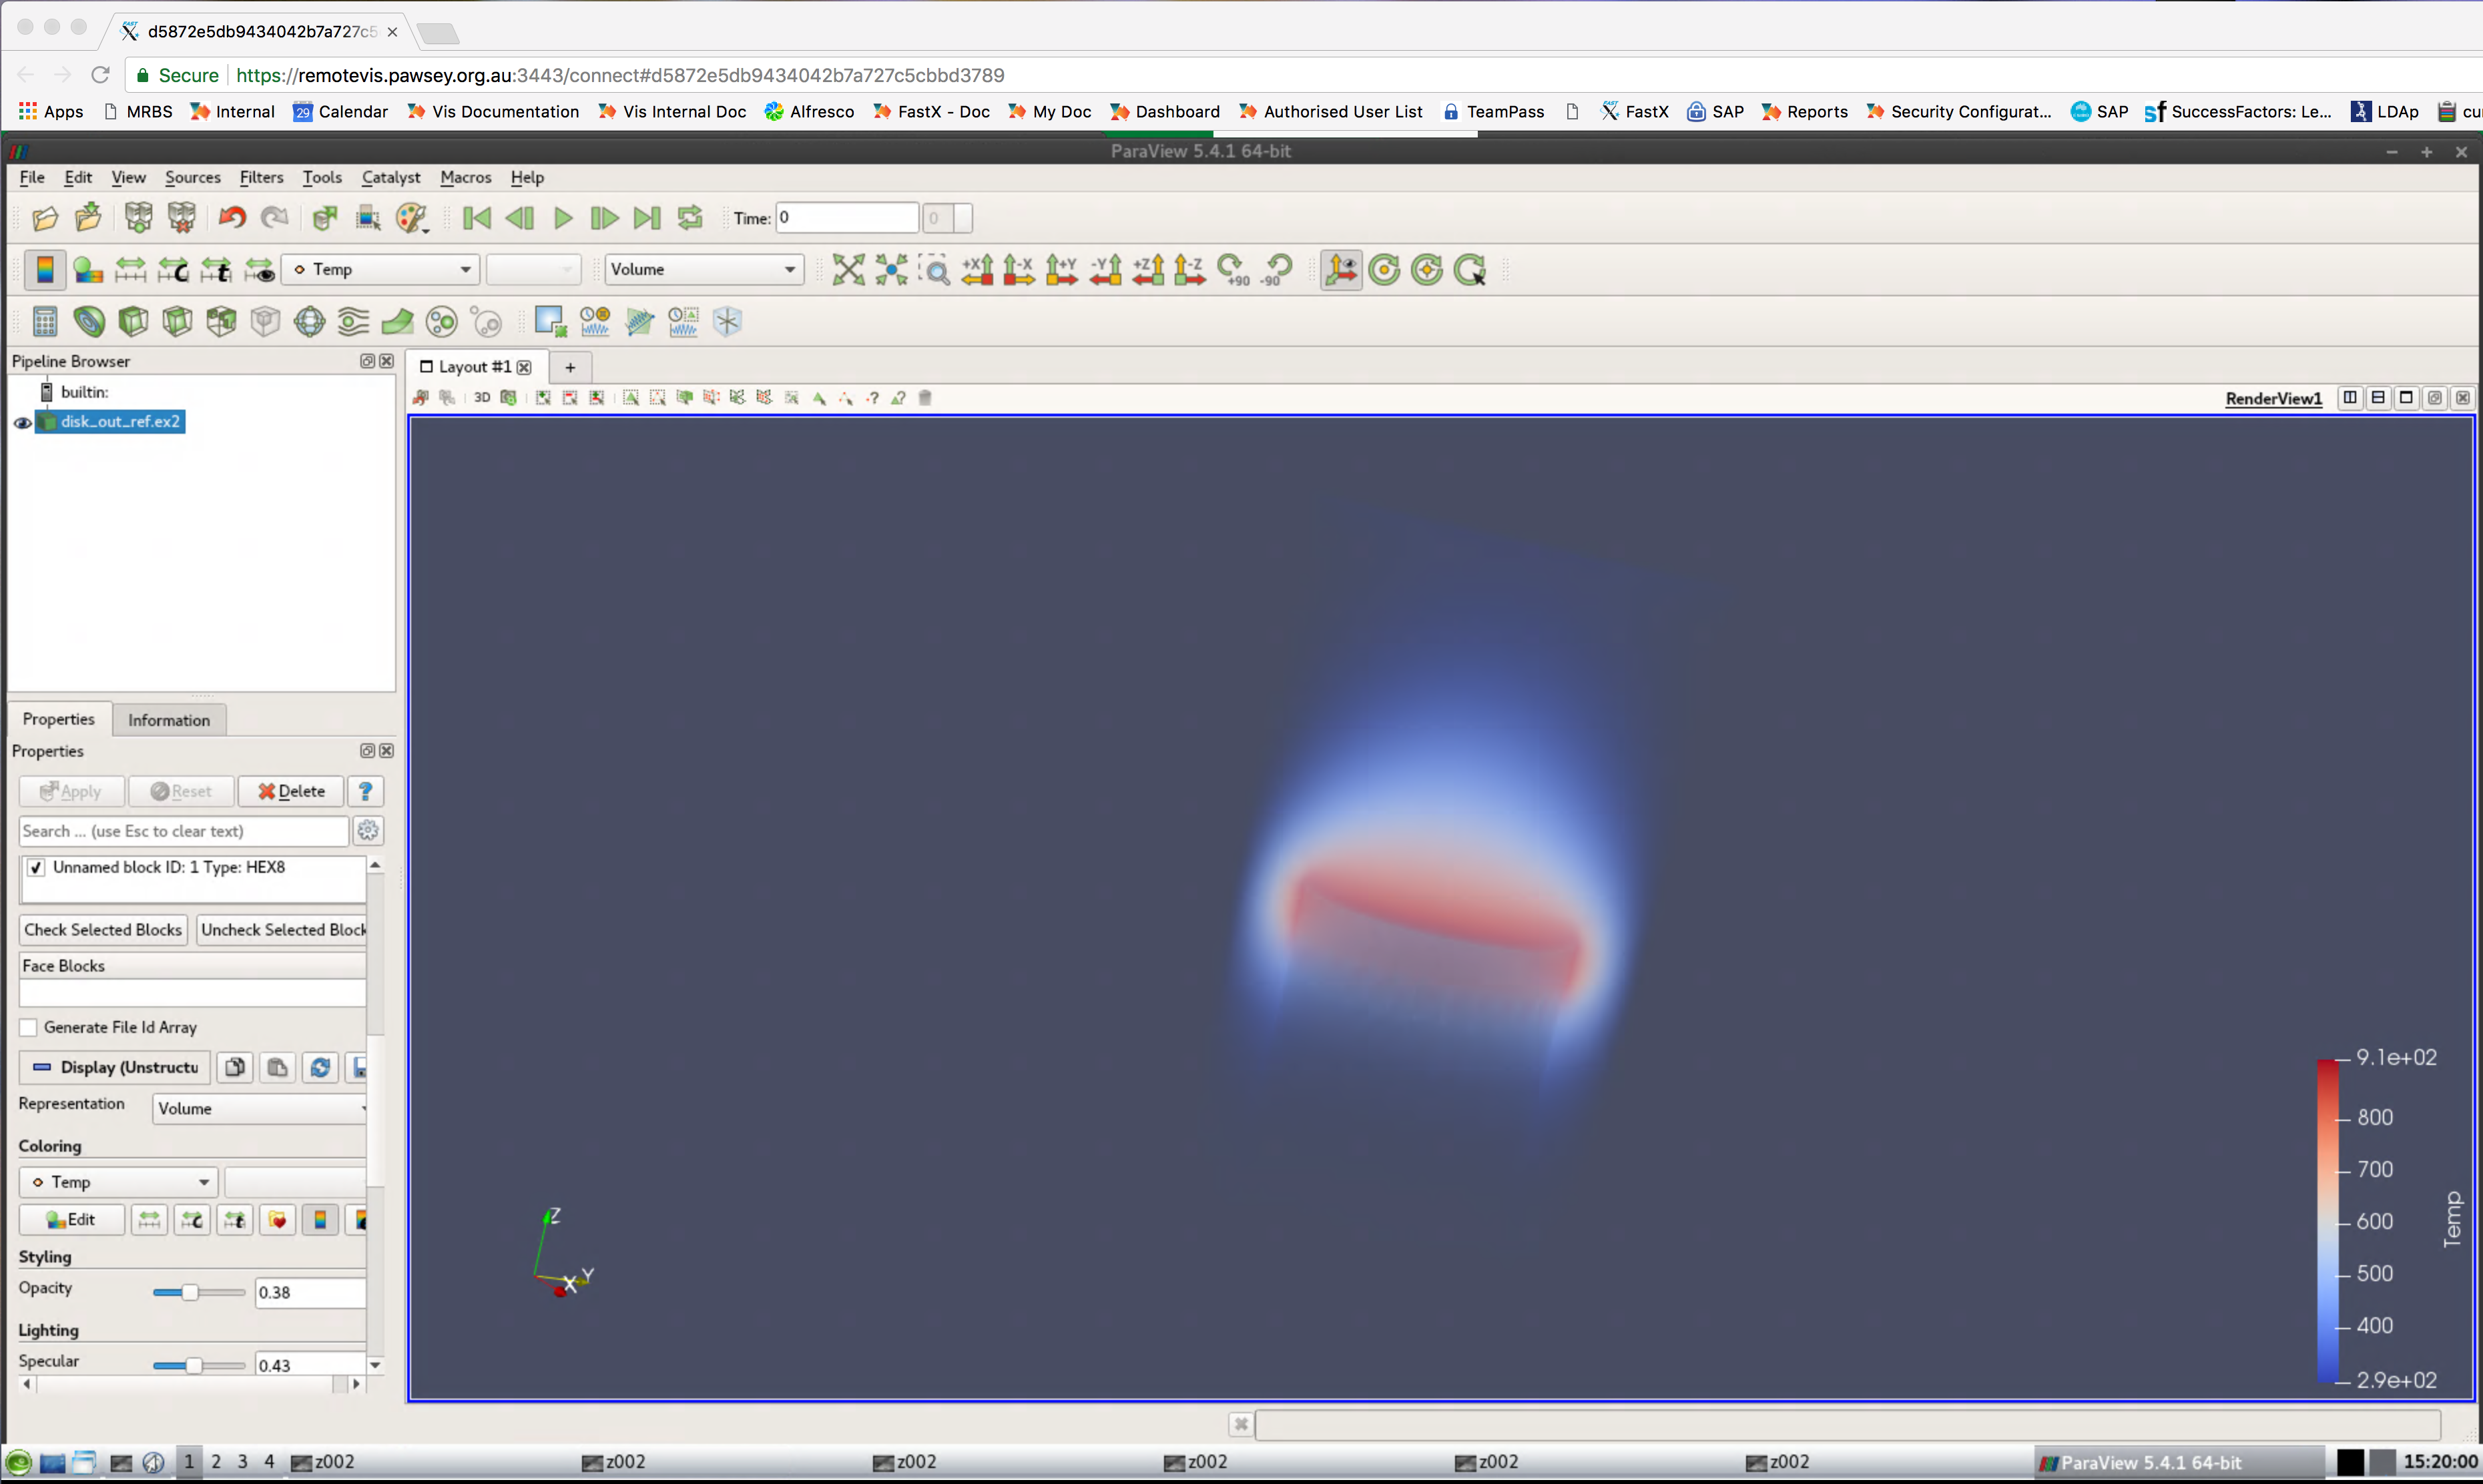 d5872e5db9434042b7a727c5
Secure https://remotevis.pawsey.org.au:3443/connect#d5872e5db9434042b7a727c5cbbd3789
Apps MRBS Internal 29 Calendar Vis Documentation Vis Internal Doc Alfresco FastX - Doc My Doc Dashboard Authorised User List TeamPass FastX SAP Reports Security Configurat... SAP SuccessFactors: Le... LDAp cu
ParaView 5.4.1 64-bit
File Edit View Sources Filters Tools Catalyst Macros Help
Time: 0 0
Temp Volume +X -X +Y -Y +Z -Z +90 -90
Pipeline Browser
Layout #1 +
builtin:
3D RenderView1
disk_out_ref.ex2
Properties Information
Properties
Apply Reset Delete ?
Search ... (use Esc to clear text)
Unnamed block ID: 1 Type: HEX8
Check Selected Blocks Uncheck Selected Block
Face Blocks
Generate File Id Array
Display (Unstructu
Representation Volume
Coloring
Temp
Edit
Styling
Opacity 0.38
Lighting
Specular 0.43
Z
Y
X
9.1e+02
800
700
600
500
400
2.9e+02
Temp
1 2 3 4 z002 z002 z002 z002 z002 z002 ParaView 5.4.1 64-bit 15:20:00